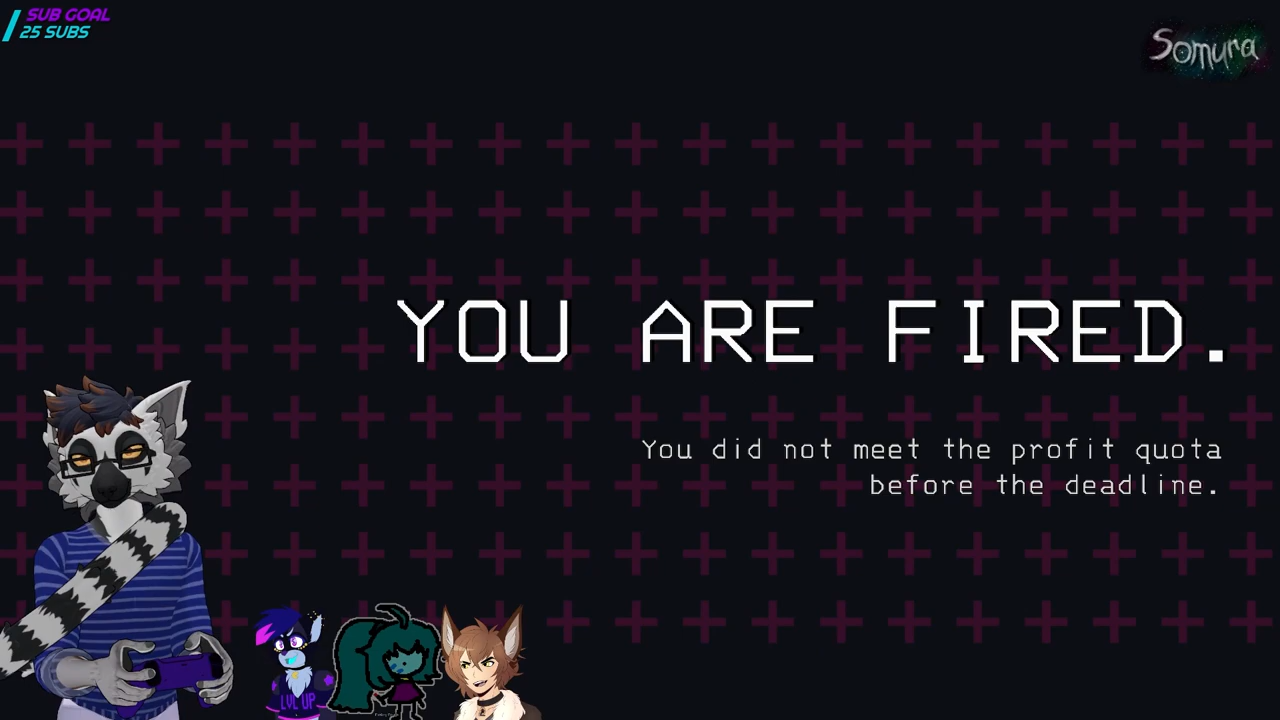 SUB GOAL
25 SUBS
Somura
YOU ARE FIRED.
You did not meet the profit quota
before the deadline.
LVL UP